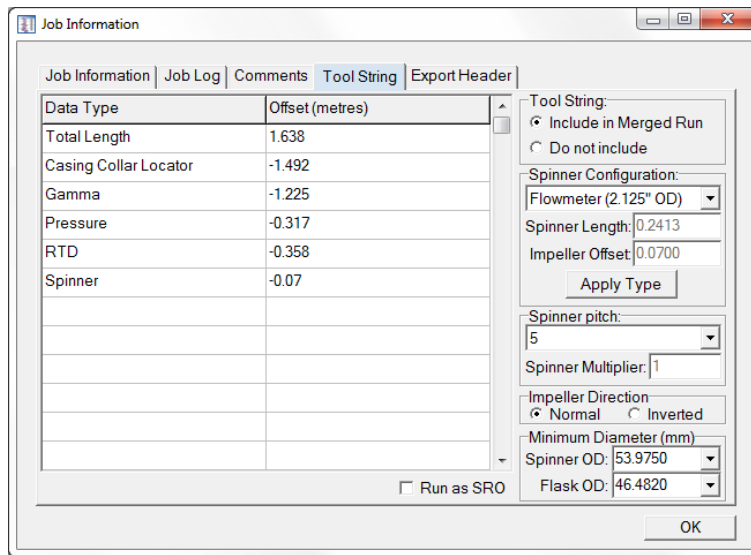 Job Information
Job Information Job Log Comments Tool String Export Header
Data Type Offset (metres)
Total Length 1.638
Casing Collar Locator -1.492
Gamma -1.225
Pressure -0.317
RTD -0.358
Spinner -0.07
Run as SRO
Tool String:
Include in Merged Run
Do not include
Spinner Configuration:
Flowmeter (2.125" OD)
Spinner Length: 0.2413
Impeller Offset: 0.0700
Apply Type
Spinner pitch:
5
Spinner Multiplier: 1
Impeller Direction
Normal Inverted
Minimum Diameter (mm)
Spinner OD: 53.9750
Flask OD: 46.4820
OK